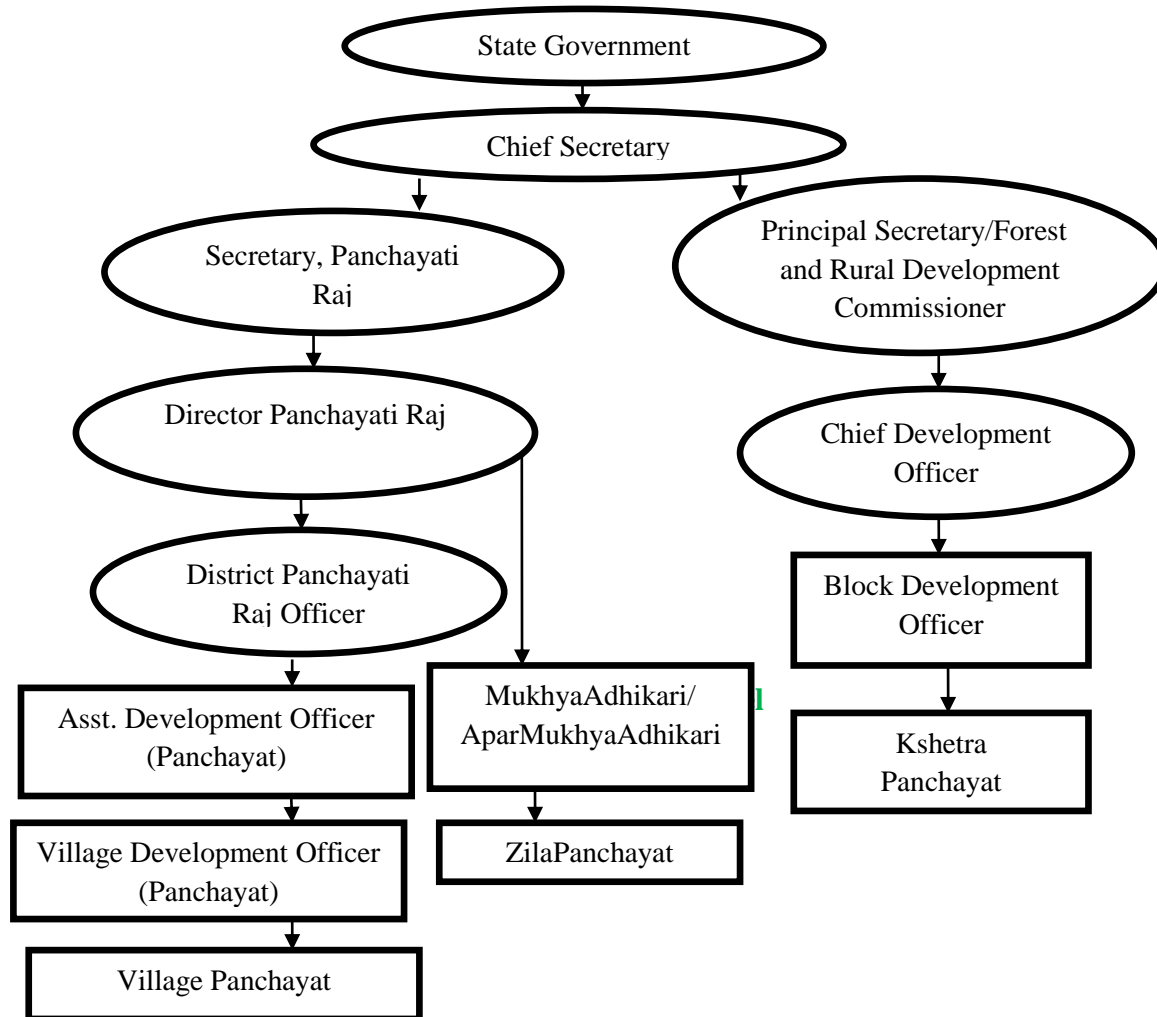 State Government
Chief Secretary
Secretary, Panchayati
Raj
Principal Secretary/Forest
and Rural Development
Commissioner
Director Panchayati Raj
Chief Development
Officer
District Panchayati
Raj Officer
Block Development
Officer
MukhyaAdhikari/
AparMukhyaAdhikari
Asst. Development Officer
(Panchayat)
Kshetra
Panchayat
Village Development Officer
(Panchayat)
ZilaPanchayat
Village Panchayat